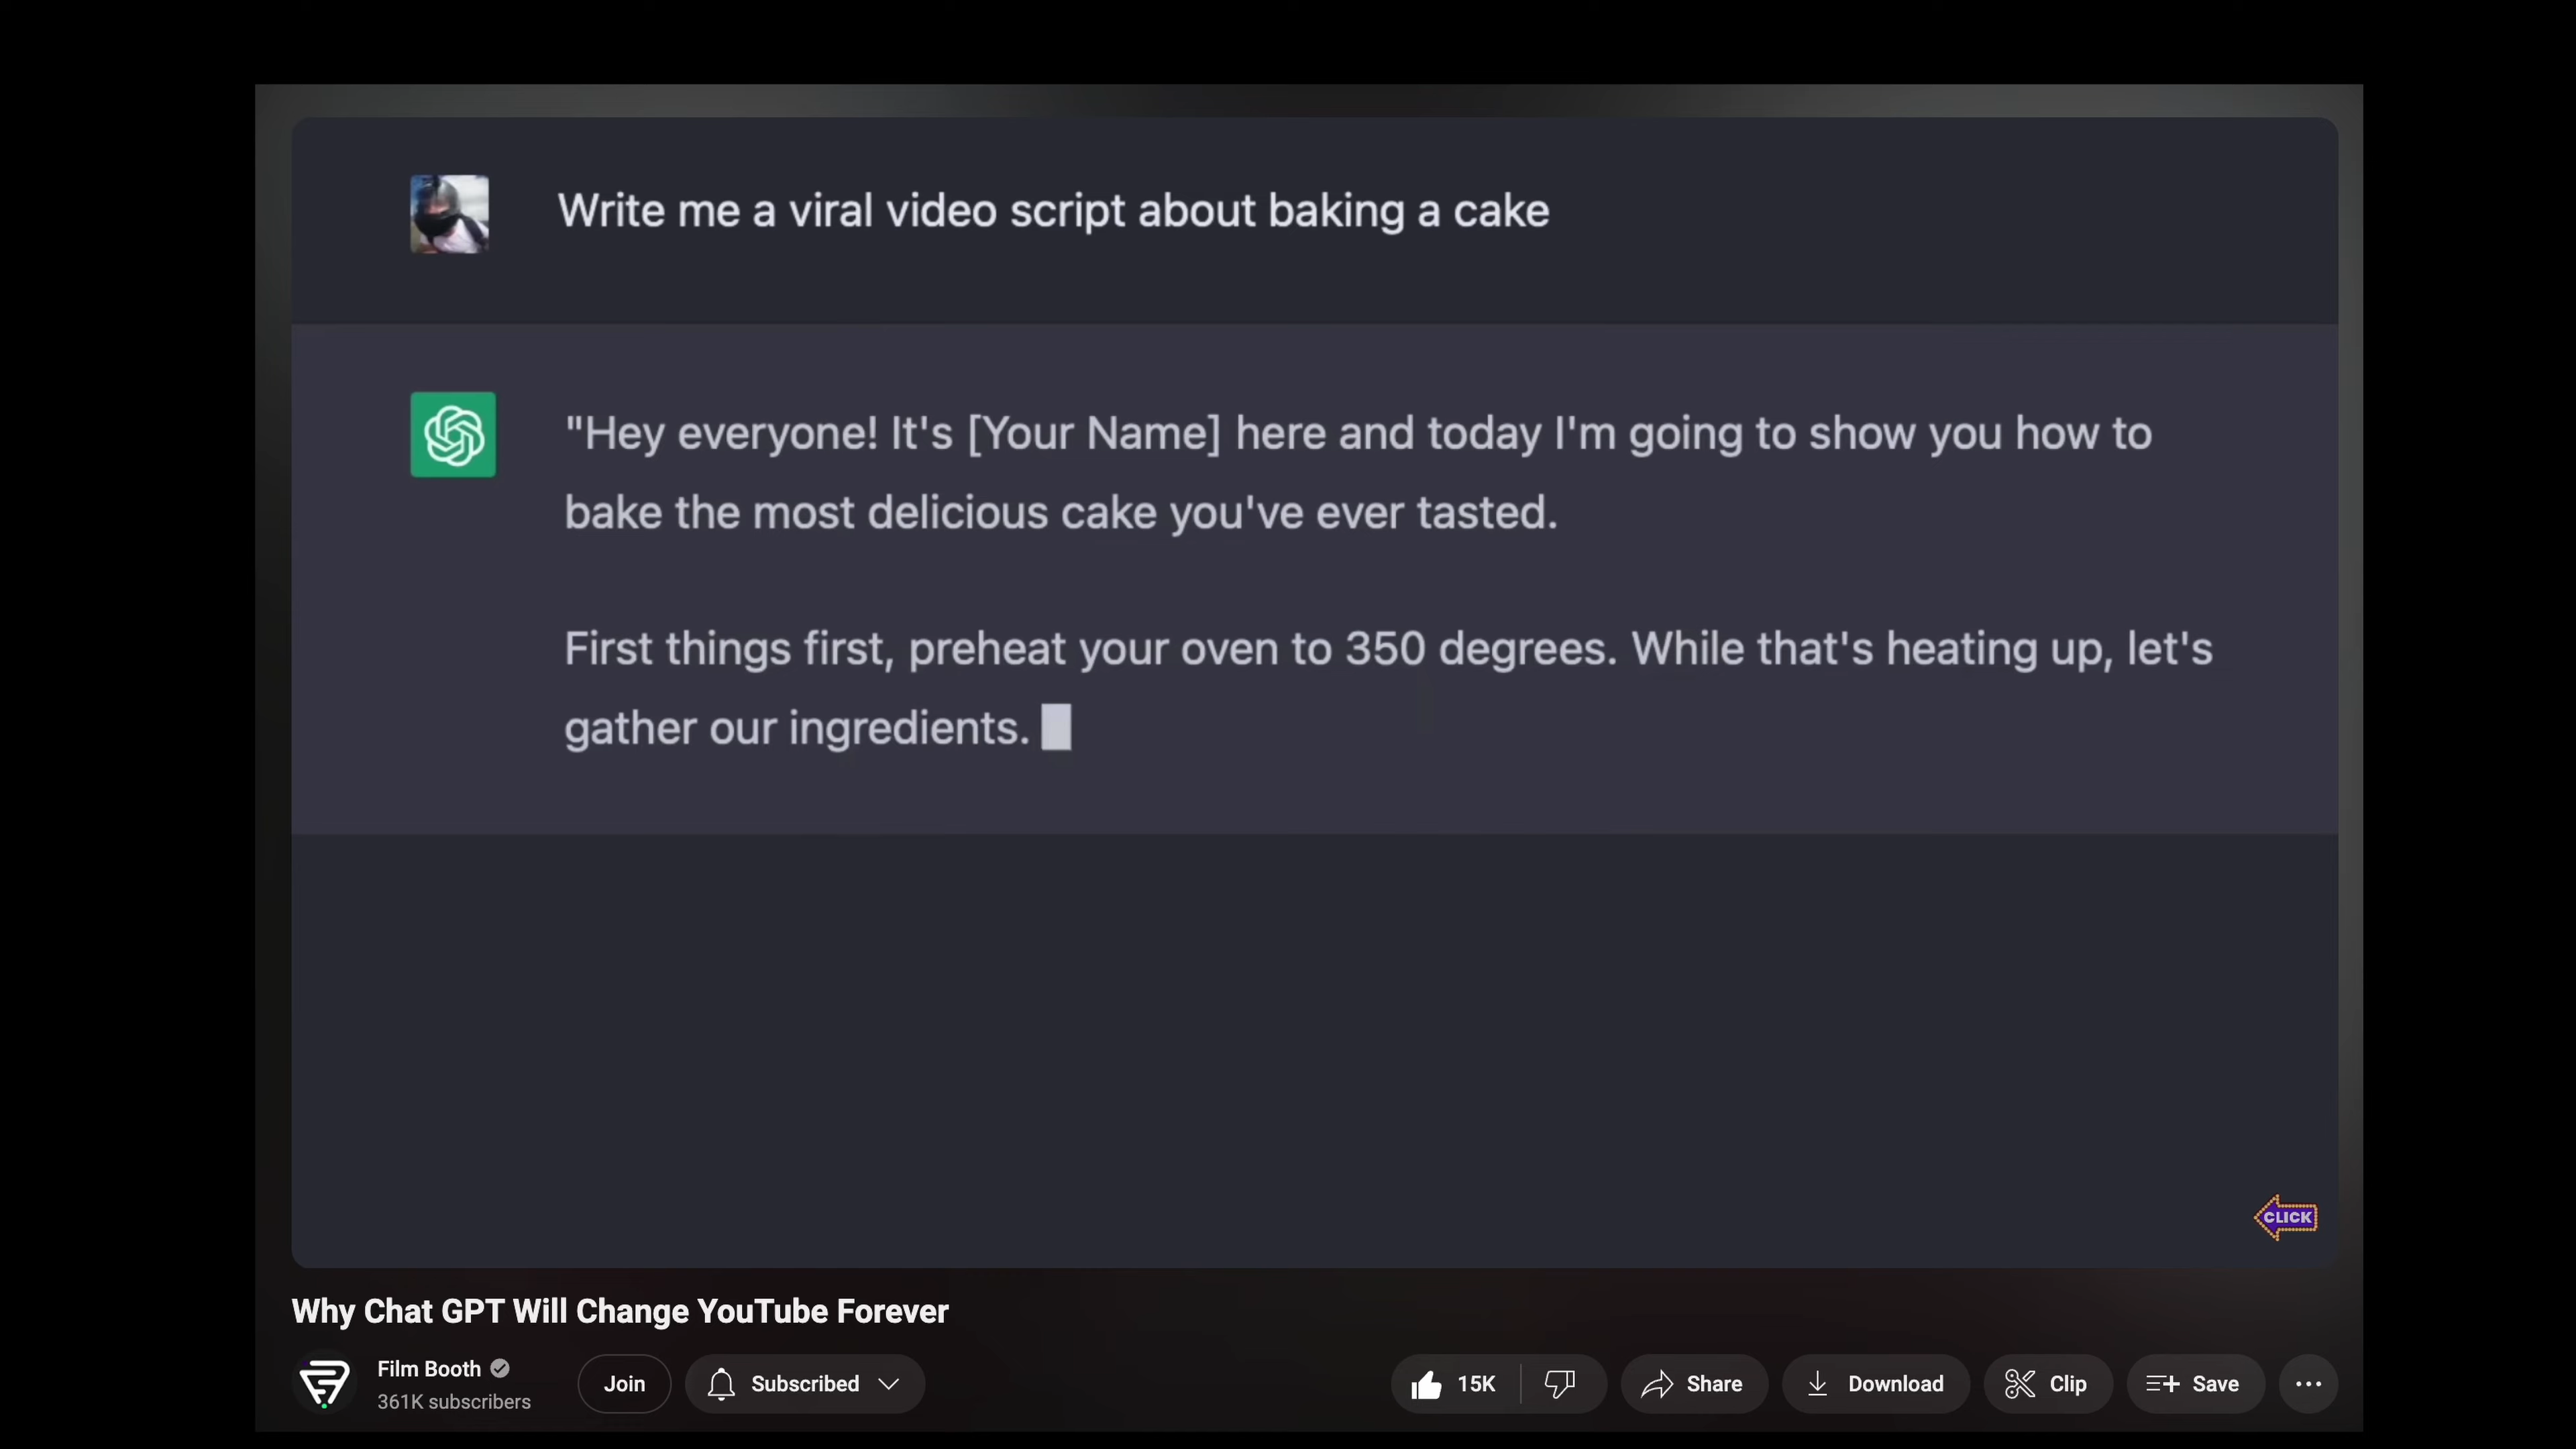 Write me a viral video script about baking a cake
"Hey everyone! It's [Your Name] here and today I'm going to show you how to
bake the most delicious cake you've ever tasted.
First things first, preheat your oven to 350 degrees. While that's heating up, let's
gather our ingredients.
CLICK
Why Chat GPT Will Change YouTube Forever
Film Booth
361K subscribers
Join
Subscribed
15K
Share
Download
Clip
Save